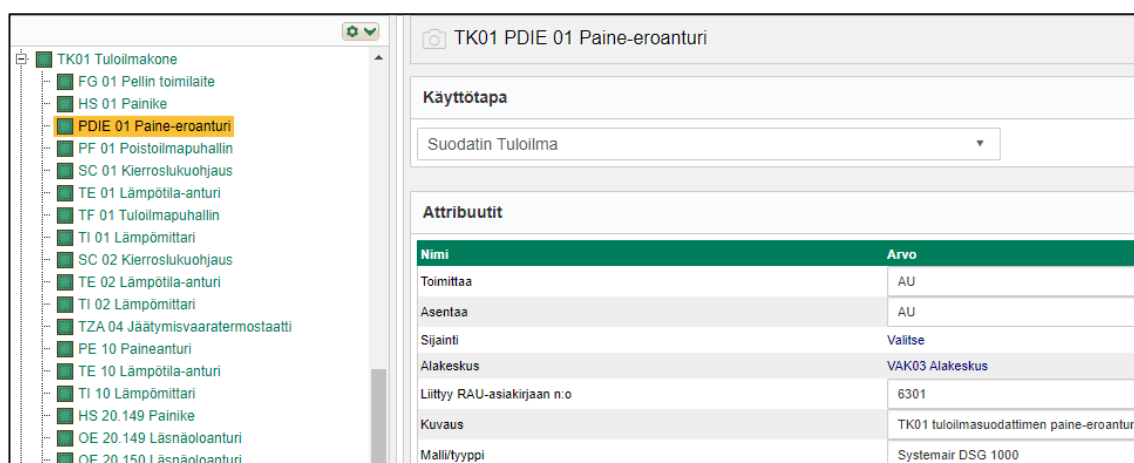 TK01 Tuloilmakone
FG 01 Pellin toimilaite
HS 01 Painike
PDIE 01 Paine-eroanturi
PF 01 Poistoilmapuhallin
SC 01 Kierroslukuohjaus
TE 01 Lämpötila-anturi
TF 01 Tuloilmapuhallin
TI 01 Lämpömittari
SC 02 Kierroslukuohjaus
TE 02 Lämpötila-anturi
TI 02 Lämpömittari
TZA 04 Jäätymisvaaratermostaatti
PE 10 Paineanturi
TE 10 Lämpötila-anturi
TI 10 Lämpömittari
HS 20.149 Painike
OE 20.149 Läsnäoloanturi
OE 20.150 Läsnäoloanturi
TK01 PDIE 01 Paine-eroanturi
Käyttötapa
Suodatin Tuloilma
Attribuutit
Nimi Arvo
Toimittaa AU
Asentaa AU
Sijainti Valitse
Alakeskus VAK03 Alakeskus
Liittyy RAU-asiakirjaan n:o 6301
Kuvaus TK01 tuloilmasuodattimen paine-eroantur
Malli/tyyppi Systemair DSG 1000